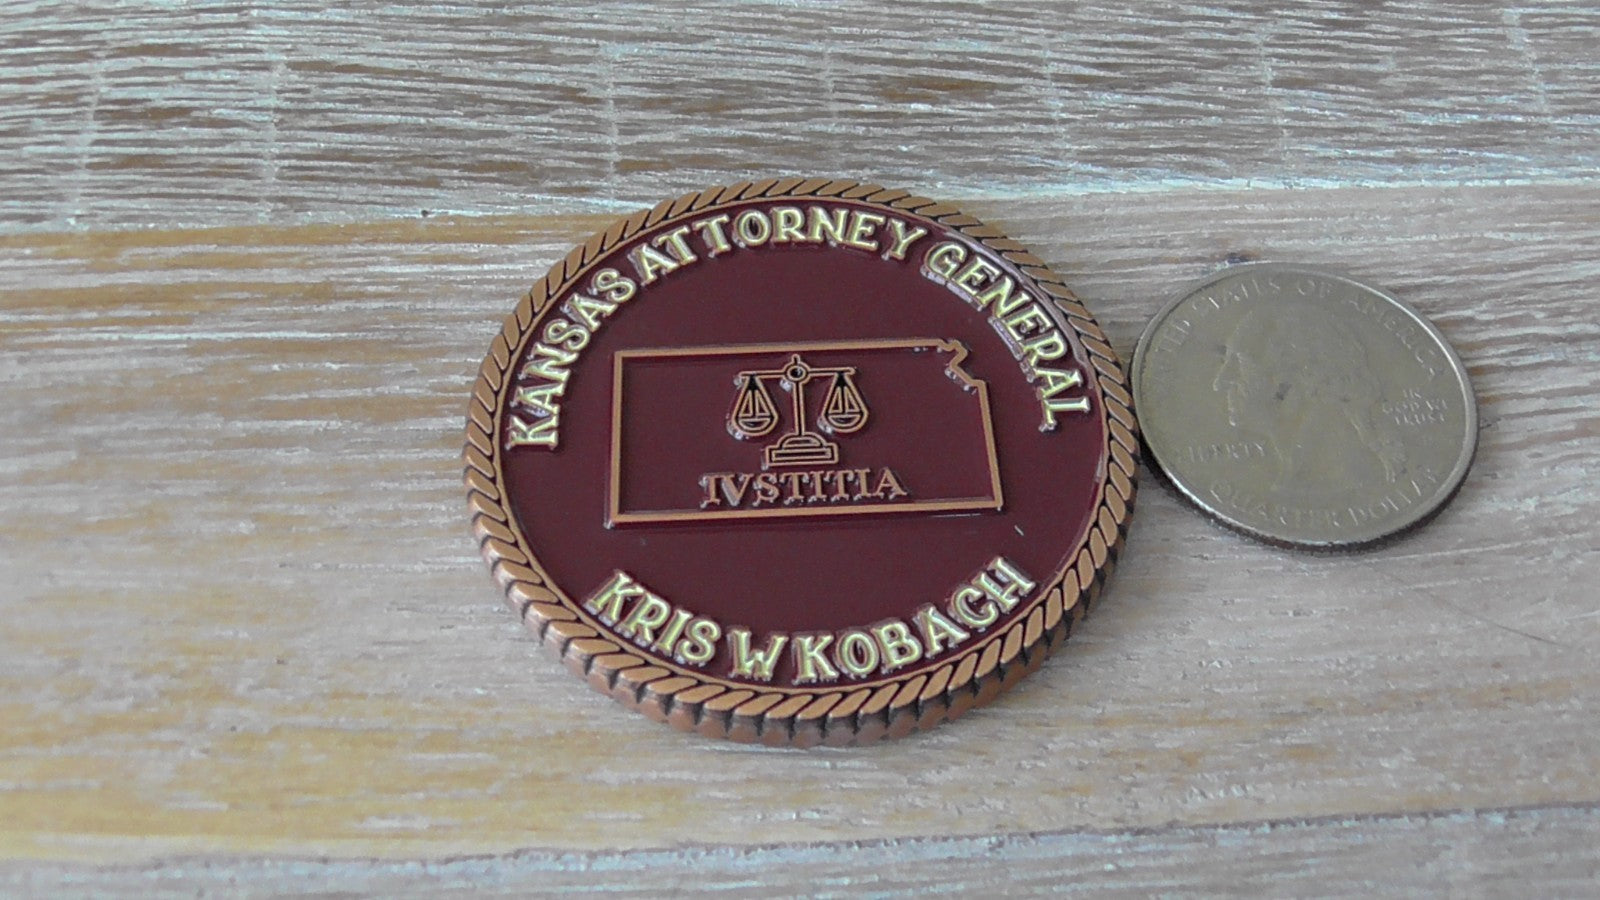 KANSAS ATTORNEY GENERAL
IVSTITIA
KRIS W KOBACH
UNITED STATES OF AMERICA
LIBERTY
IN
GOD WE
TRUST
QUARTER DOLLAR